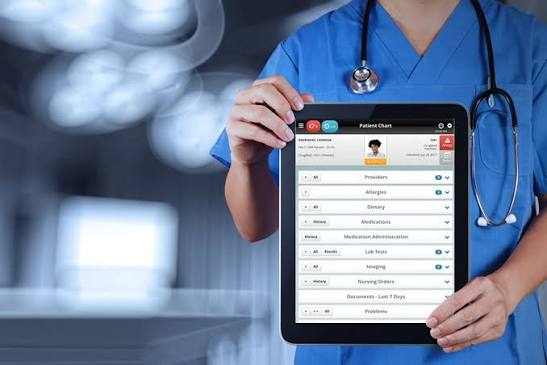 Patient Chart
+ All Providers
+ Allergies
+ All Dietary
+ History Medications
History Medication Administration
+ All Results Lab Tests
+ All Imaging
+ History Nursing Orders
Documents - Last 7 Days
All Problems